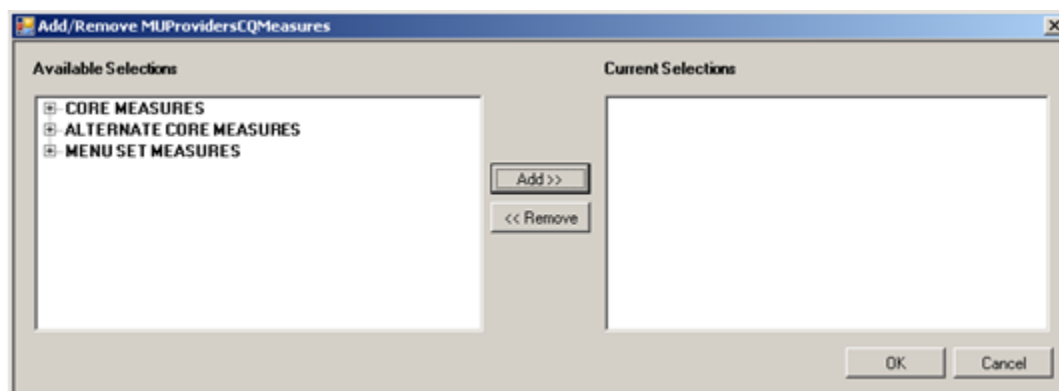 Add/Remove MUProvidersCQMeasures
Available Selections
Current Selections
CORE MEASURES
ALTERNATE CORE MEASURES
MENU SET MEASURES
Add >>
<< Remove
OK
Cancel